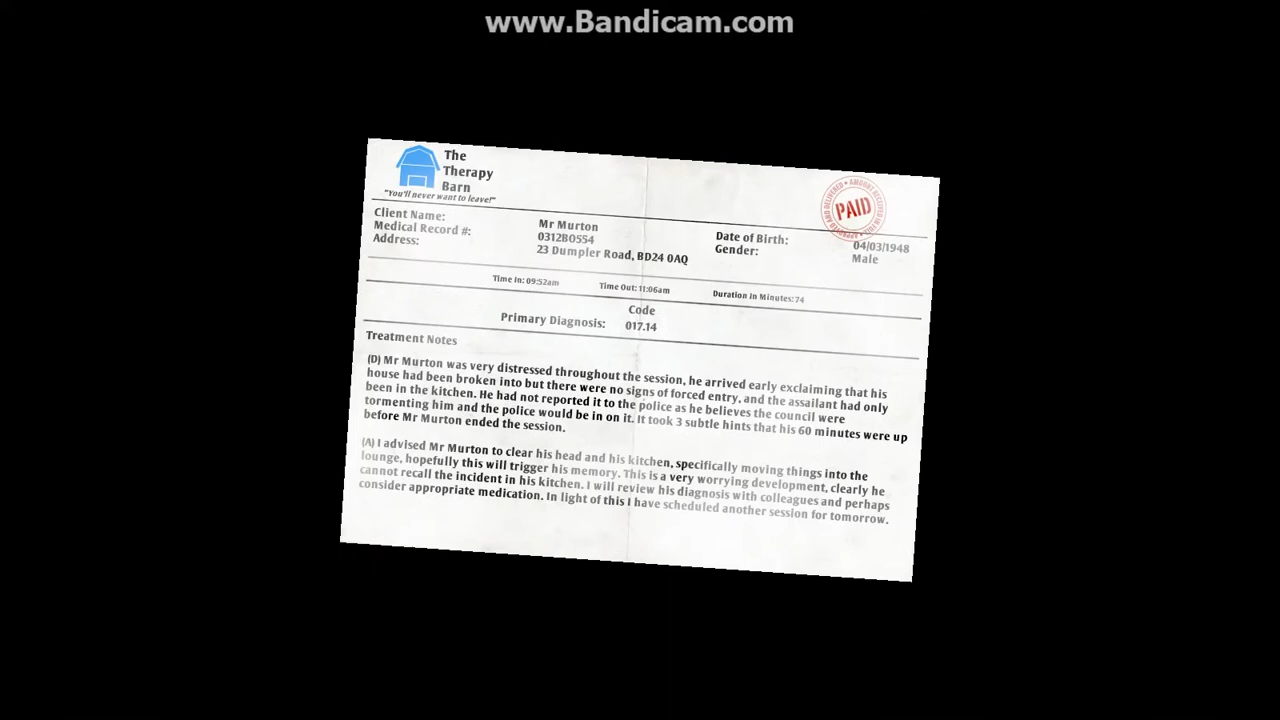 www.Bandicam.com
The
Therapy
Barn
"You'll never want to leave!"
PAID
Client Name: Mr Murton Date of Birth: 04/03/1948
Medical Record #: 0312B0554 Gender: Male
Address: 23 Dumpler Road, BD24 0AQ
Time In: 09:52am Time Out: 11:06am Duration in Minutes: 74
Code
Primary Diagnosis: 017.14
Treatment Notes
(D) Mr Murton was very distressed throughout the session, he arrived early exclaiming that his
house had been broken into but there were no signs of forced entry, and the assailant had only
been in the kitchen. He had not reported it to the police as he believes the council were
tormenting him and the police would be in on it. It took 3 subtle hints that his 60 minutes were up
before Mr Murton ended the session.
(A) I advised Mr Murton to clear his head and his kitchen, specifically moving things into the
lounge, hopefully this will trigger his memory. This is a very worrying development, clearly he
cannot recall the incident in his kitchen. I will review his diagnosis with colleagues and perhaps
consider appropriate medication. In light of this I have scheduled another session for tomorrow.